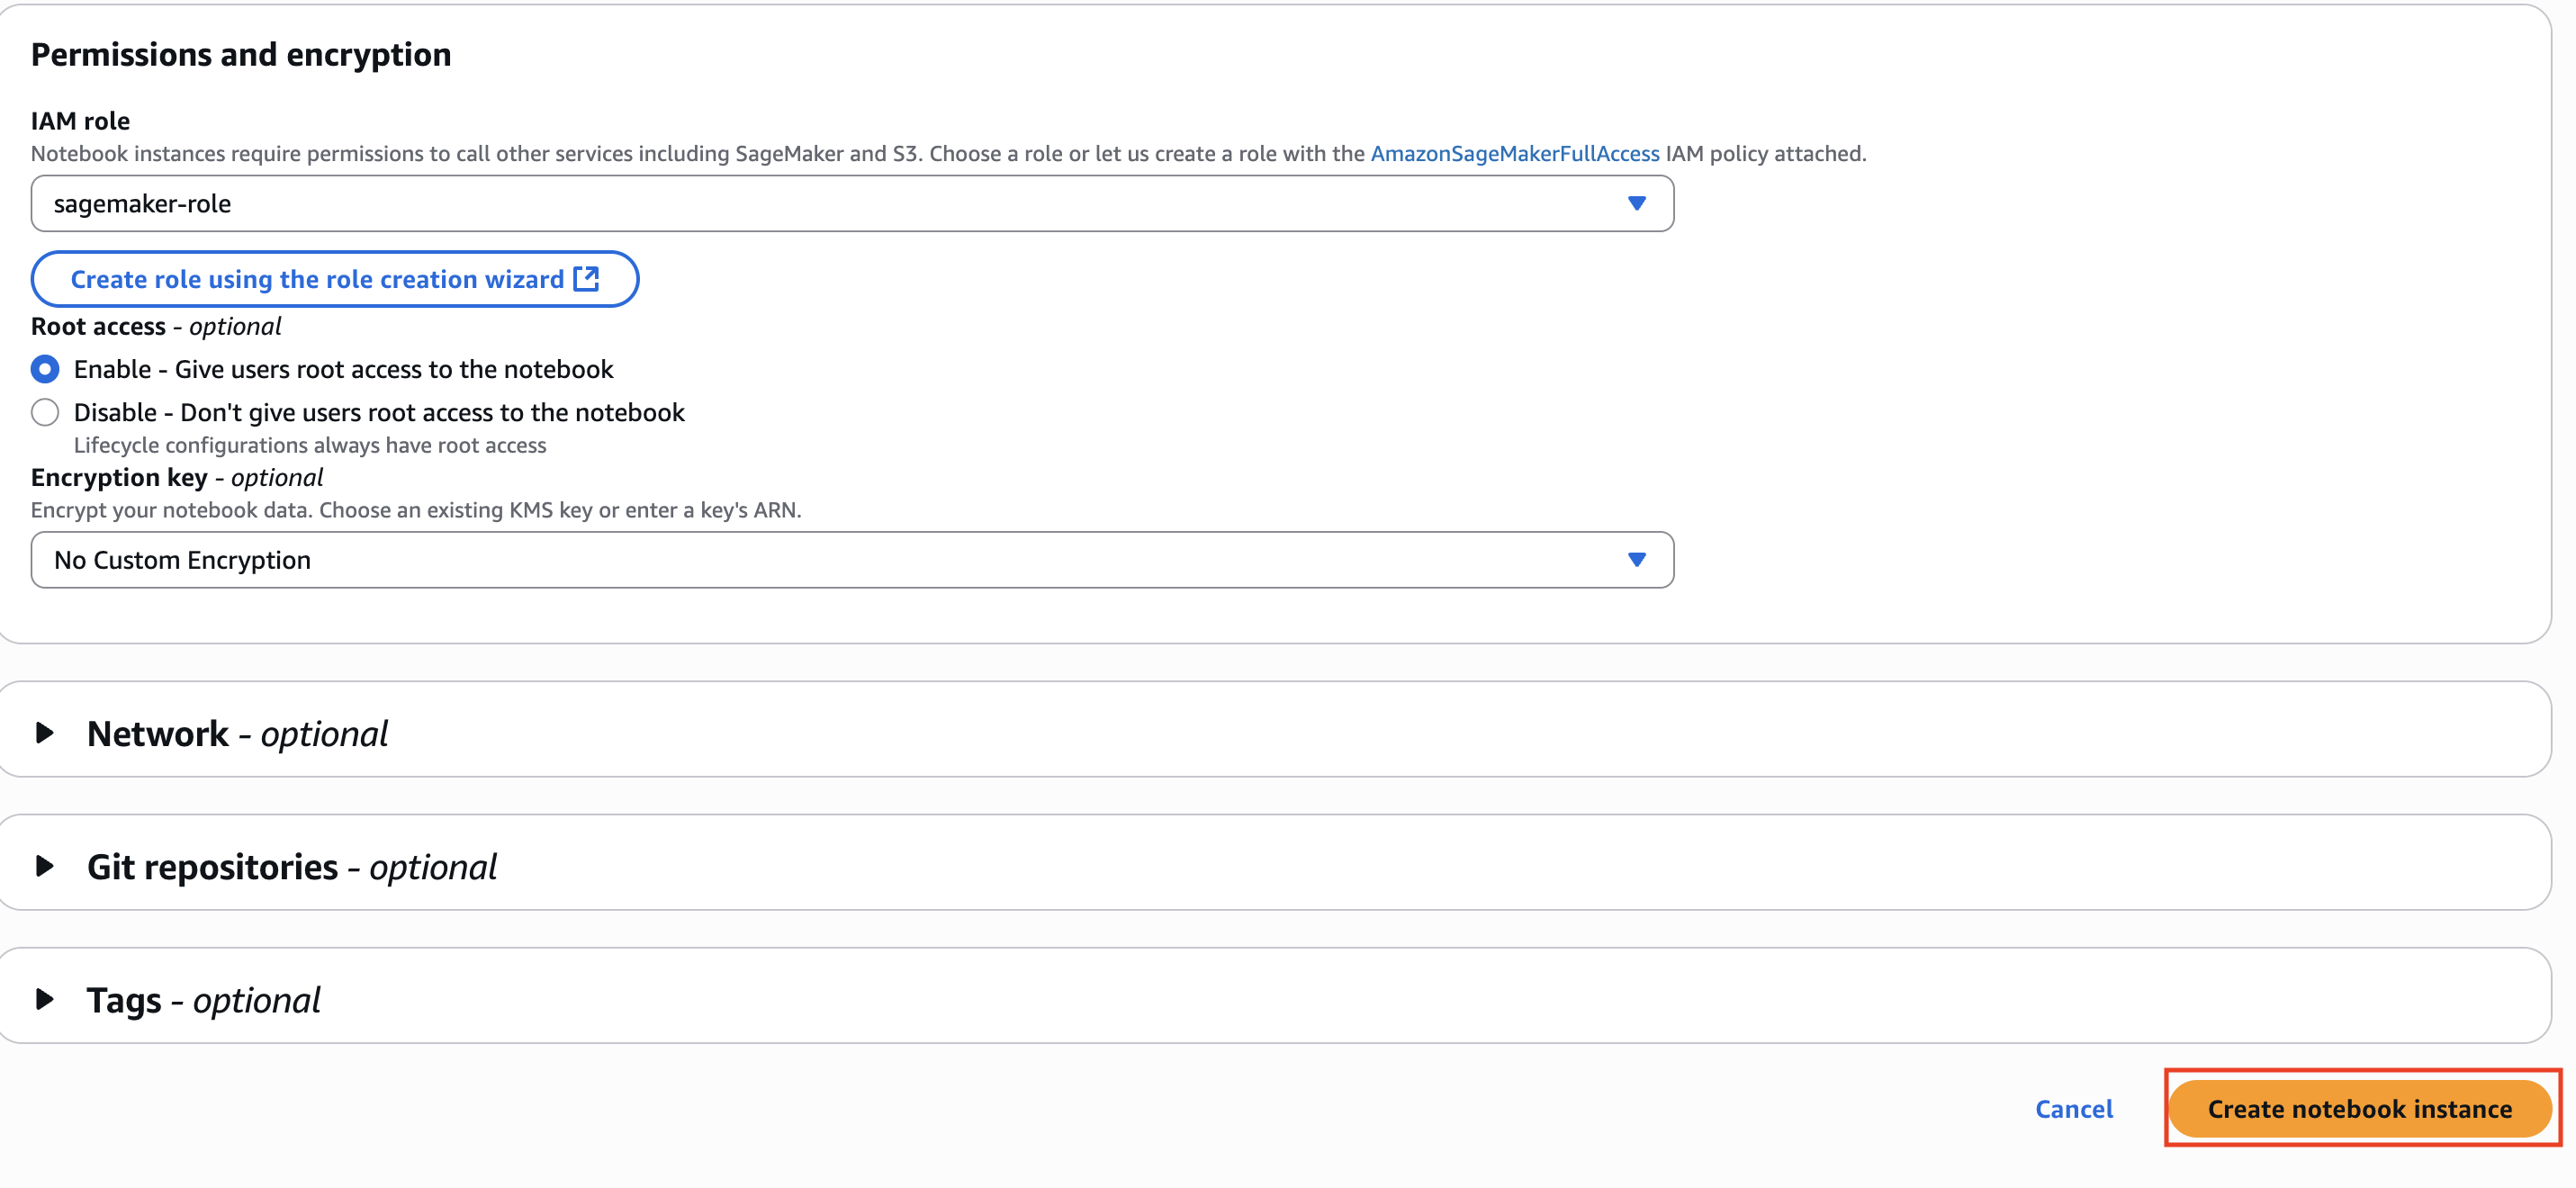 Permissions and encryption
IAM role
Notebook instances require permissions to call other services including SageMaker and S3. Choose a role or let us create a role with the AmazonSageMakerFullAccess IAM policy attached.
sagemaker-role
Create role using the role creation wizard
Root access - optional
Enable - Give users root access to the notebook
Disable - Don't give users root access to the notebook
Lifecycle configurations always have root access
Encryption key - optional
Encrypt your notebook data. Choose an existing KMS key or enter a key's ARN.
No Custom Encryption
Network - optional
Git repositories - optional
Tags - optional
Cancel
Create notebook instance